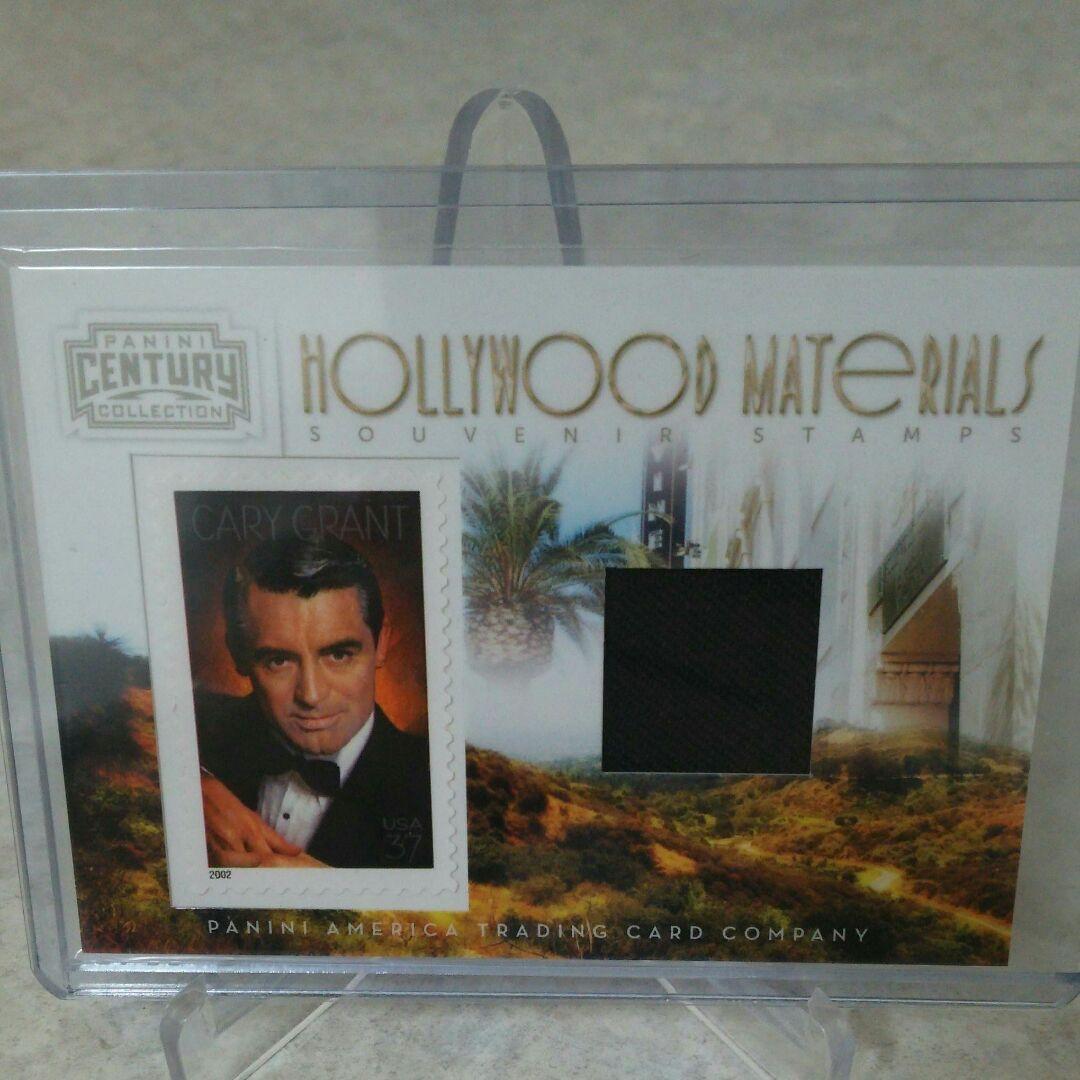 PANINI
CENTURY
COLLECTION
HOLLYWOOD MATERIALS
SOUVENIR STAMPS
CARY GRANT
USA
37
2002
PANINI AMERICA TRADING CARD COMPANY